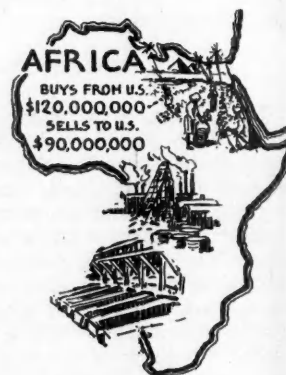 AFRICA
BUYS FROM U.S.
$120,000,000
SELLS TO U.S.
$90,000,000